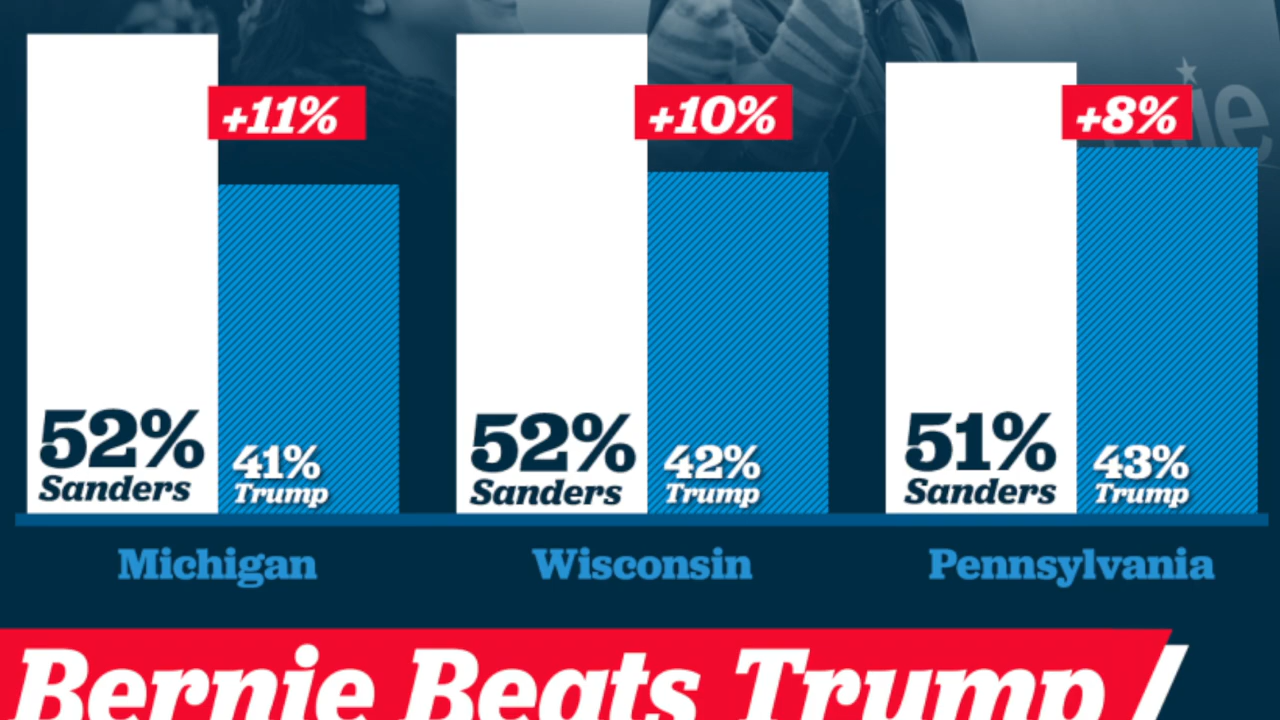 +11%
+10%
+8%
52%
Sanders
41%
Trump
52%
Sanders
42%
Trump
51%
Sanders
43%
Trump
Michigan
Wisconsin
Pennsylvania
Bernie Beats Trump